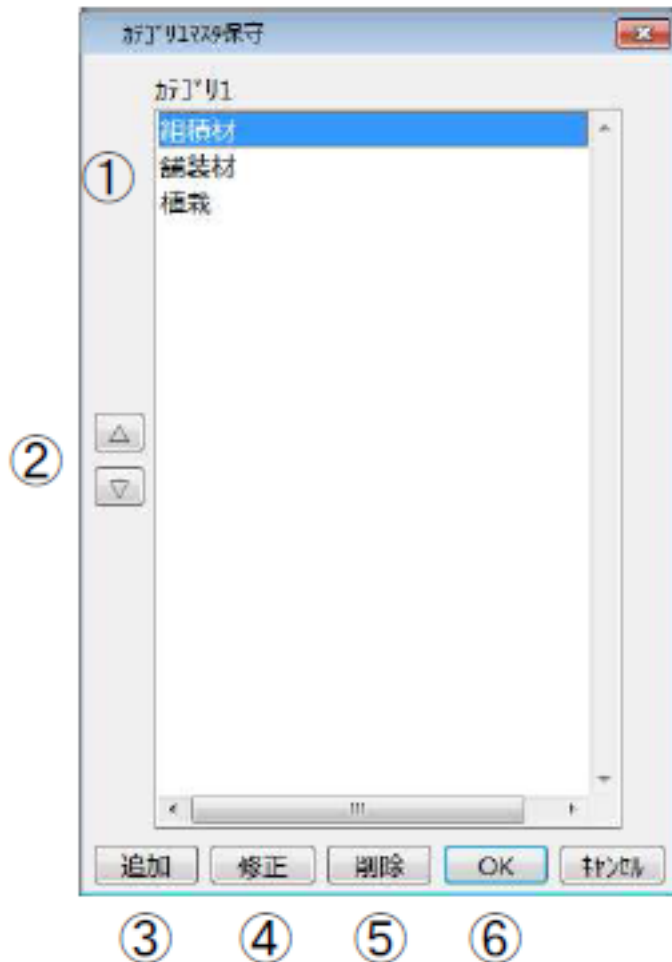 ｶﾃｺﾞﾘ1ﾏｽﾀ保守
ｶﾃｺﾞﾘ1
組積材
①
舗装材
植栽
②
△
▽
追加
修正
削除
OK
ｷｬﾝｾﾙ
③
④
⑤
⑥